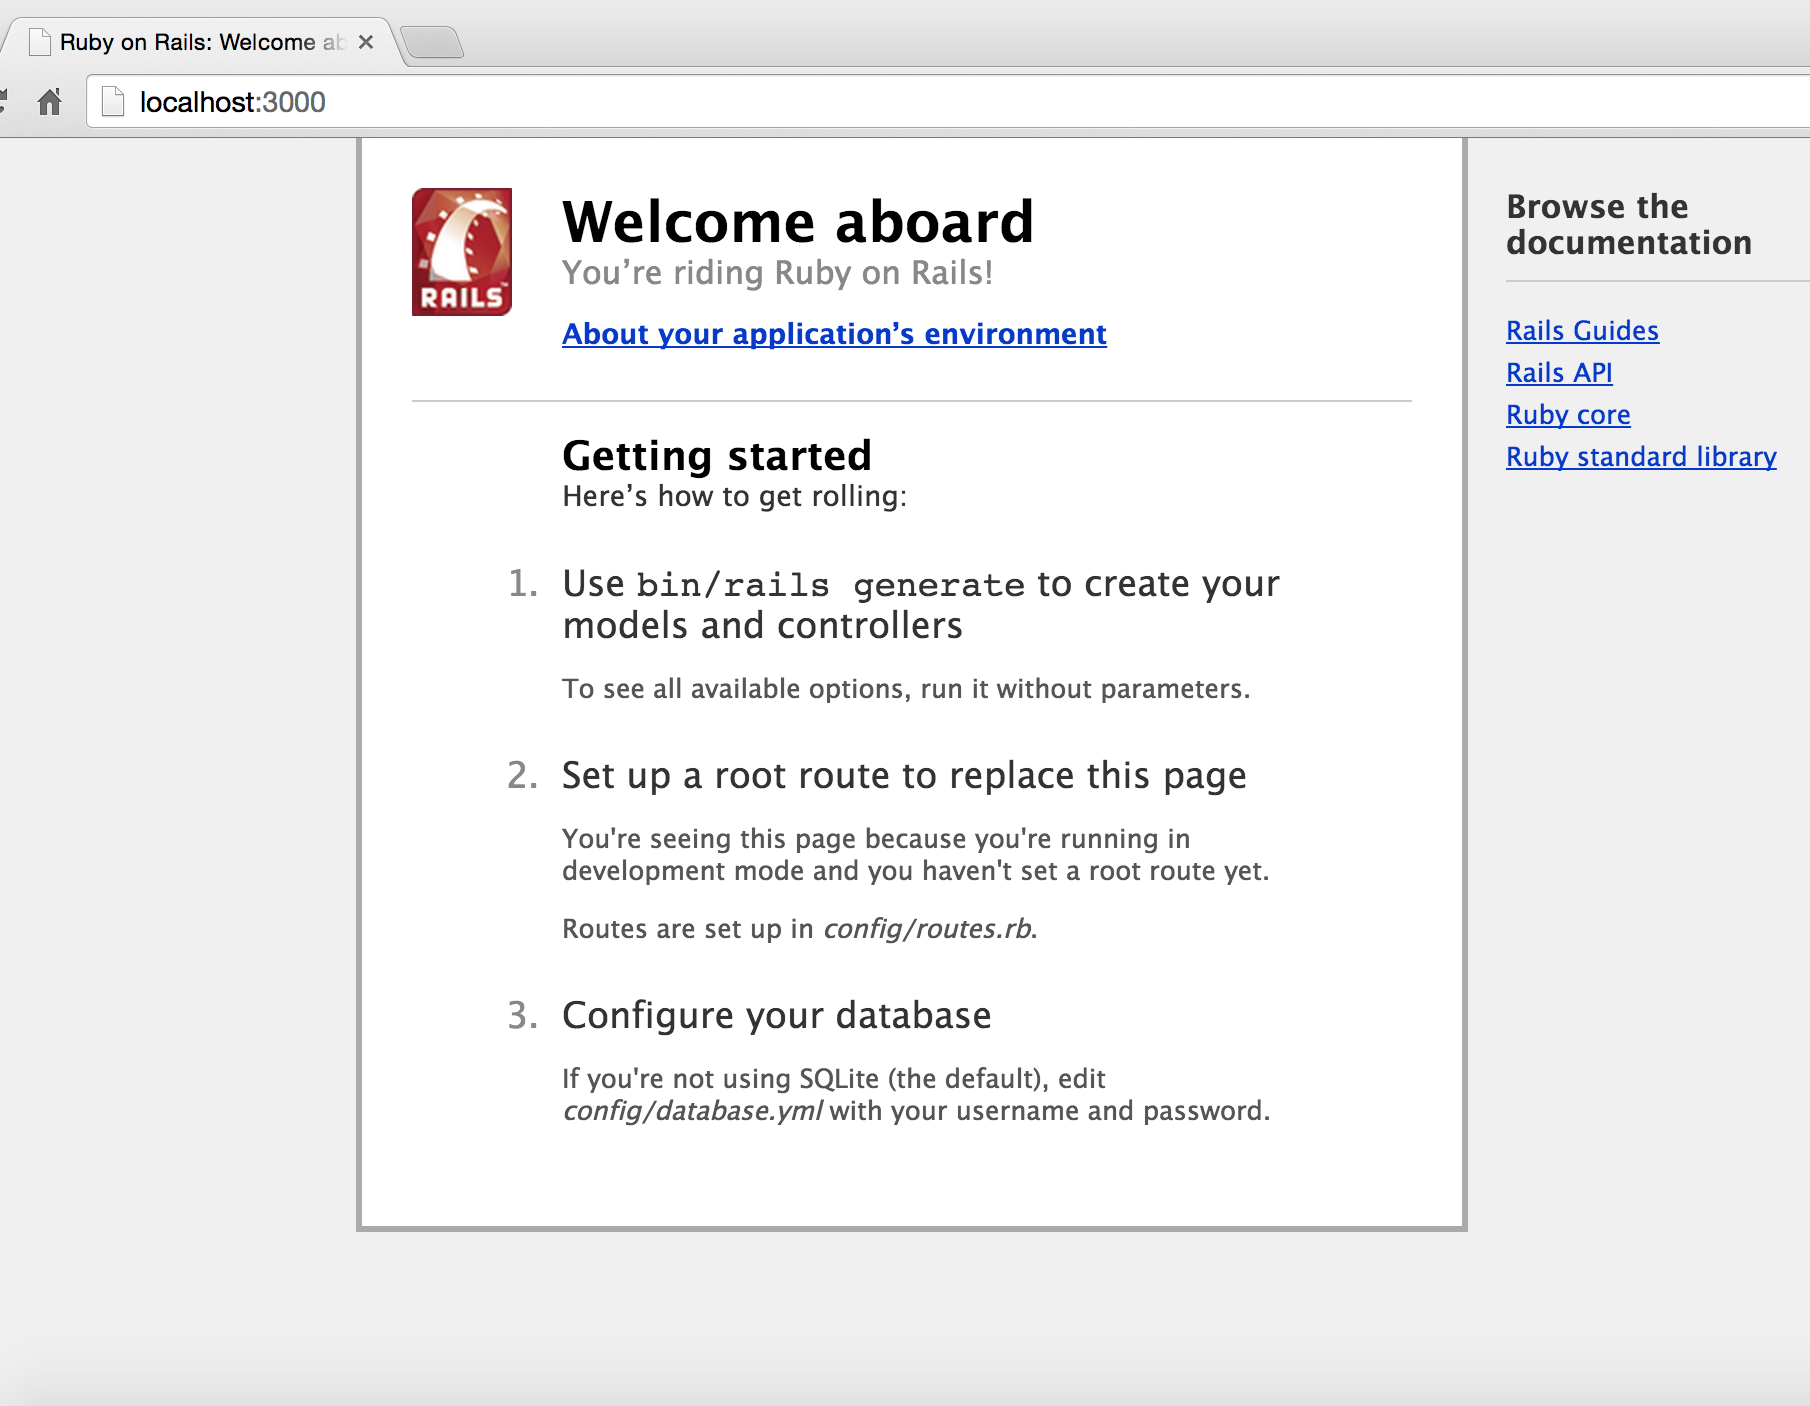 Ruby on Rails: Welcome ab
localhost:3000
RAILS
Welcome aboard
You’re riding Ruby on Rails!
About your application’s environment
Getting started
Here’s how to get rolling:
1. Use bin/rails generate to create your
models and controllers
To see all available options, run it without parameters.
2. Set up a root route to replace this page
You're seeing this page because you're running in
development mode and you haven't set a root route yet.
Routes are set up in config/routes.rb.
3. Configure your database
If you're not using SQLite (the default), edit
config/database.yml with your username and password.
Browse the
documentation
Rails Guides
Rails API
Ruby core
Ruby standard library